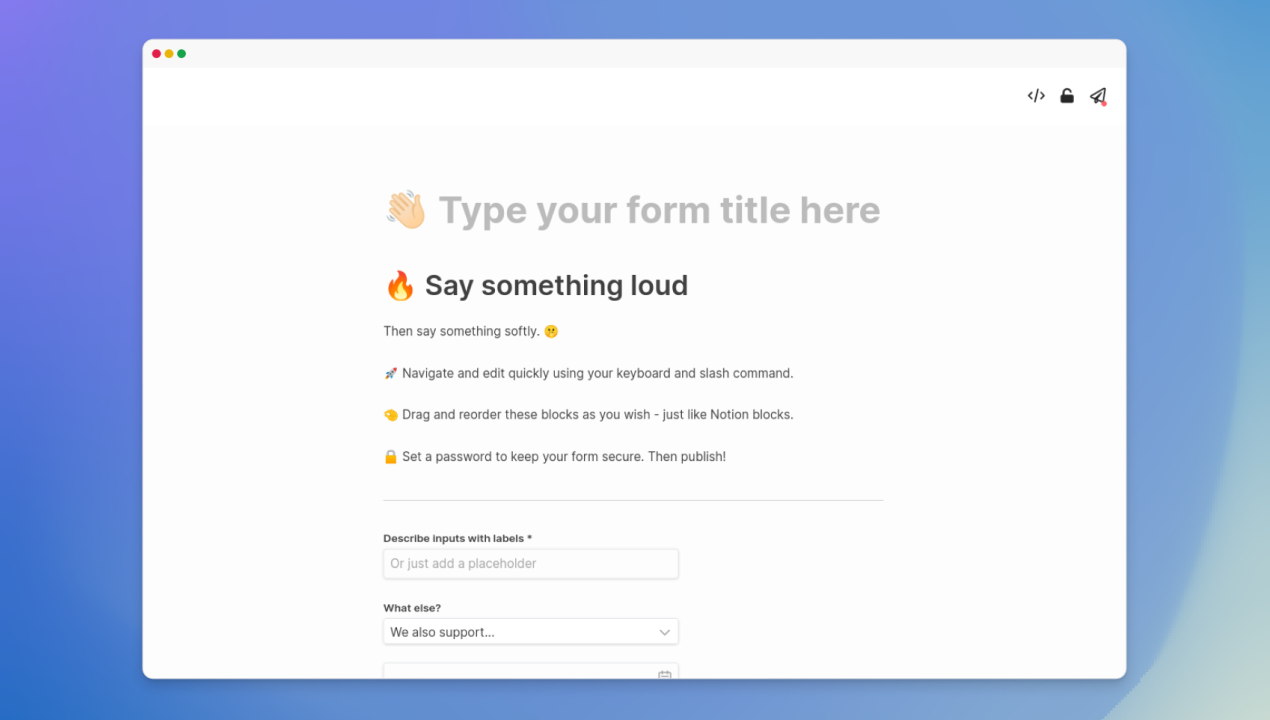 👋🏻 Type your form title here
🔥 Say something loud
Then say something softly. 🤫
🚀 Navigate and edit quickly using your keyboard and slash command.
🤏 Drag and reorder these blocks as you wish - just like Notion blocks.
🔒 Set a password to keep your form secure. Then publish!
Describe inputs with labels *
Or just add a placeholder
What else?
We also support...